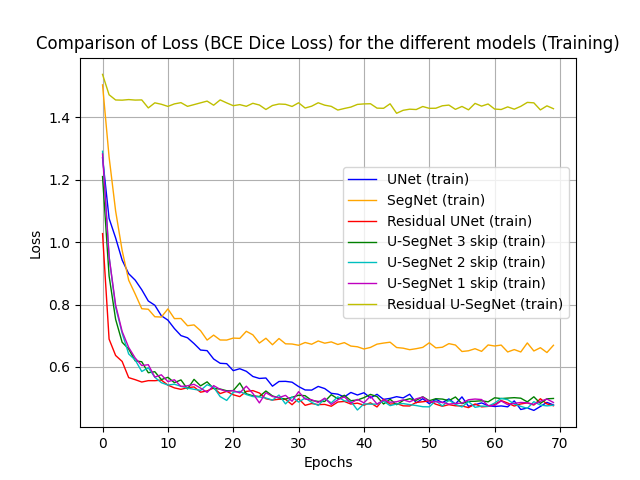 Comparison of Loss (BCE Dice Loss) for the different models (Training)
1.4
1.2
1.0
0.8
0.6
Loss
UNet (train)
SegNet (train)
Residual UNet (train)
U-SegNet 3 skip (train)
U-SegNet 2 skip (train)
U-SegNet 1 skip (train)
Residual U-SegNet (train)
0 10 20 30 40 50 60 70
Epochs